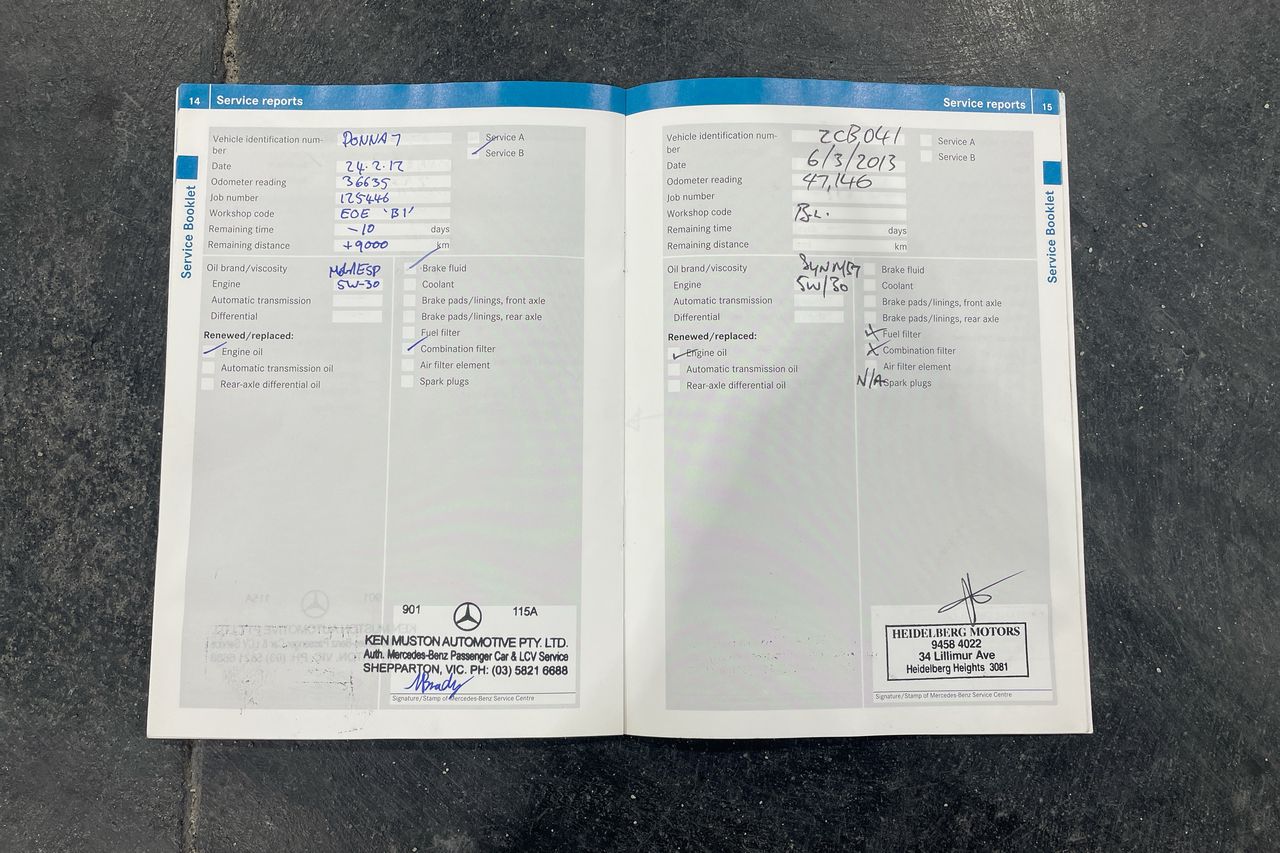 14 Service reports
Service Booklet
Vehicle identification num-
ber
DONNA 7
Service A
Service B
Date 24.2.12
Odometer reading 36635
Job number 125446
Workshop code EOE 'B1'
Remaining time -10 days
Remaining distance +9000 km
Oil brand/viscosity Mobil ESP
Engine 5W-30
Automatic transmission
Differential
Renewed/replaced:
Engine oil
Automatic transmission oil
Rear-axle differential oil
Brake fluid
Coolant
Brake pads/linings, front axle
Brake pads/linings, rear axle
Fuel filter
Combination filter
Air filter element
Spark plugs
901 115A
KEN MUSTON AUTOMOTIVE PTY. LTD.
Auth. Mercedes-Benz Passenger Car & LCV Service
SHEPPARTON, VIC. PH: (03) 5821 6688
MBrady
Signature/Stamp of Mercedes-Benz Service Centre
Service reports 15
Service Booklet
Vehicle identification num-
ber
ZCB041
Service A
Service B
Date 6/3/2013
Odometer reading 47,146
Job number
Workshop code
Remaining time days
Remaining distance km
Oil brand/viscosity
Engine 5W/30
Automatic transmission
Differential
Renewed/replaced:
Engine oil
Automatic transmission oil
Rear-axle differential oil
Brake fluid
Coolant
Brake pads/linings, front axle
Brake pads/linings, rear axle
Fuel filter
Combination filter
Air filter element
N/A Spark plugs
HEIDELBERG MOTORS
9458 4022
34 Lillimur Ave
Heidelberg Heights 3081
Signature/Stamp of Mercedes-Benz Service Centre